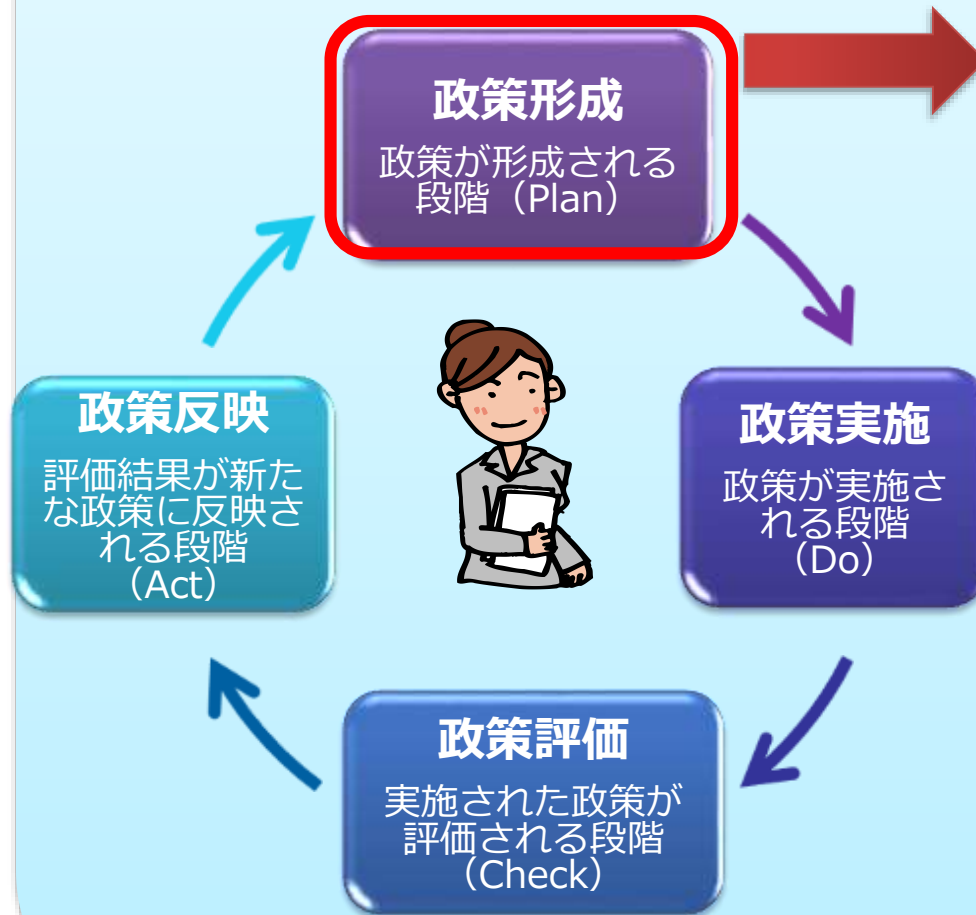 政策形成
政策が形成される
段階（Plan）
政策反映
評価結果が新た
な政策に反映さ
れる段階
（Act）
政策実施
政策が実施さ
れる段階
（Do）
政策評価
実施された政策が
評価される段階
（Check）